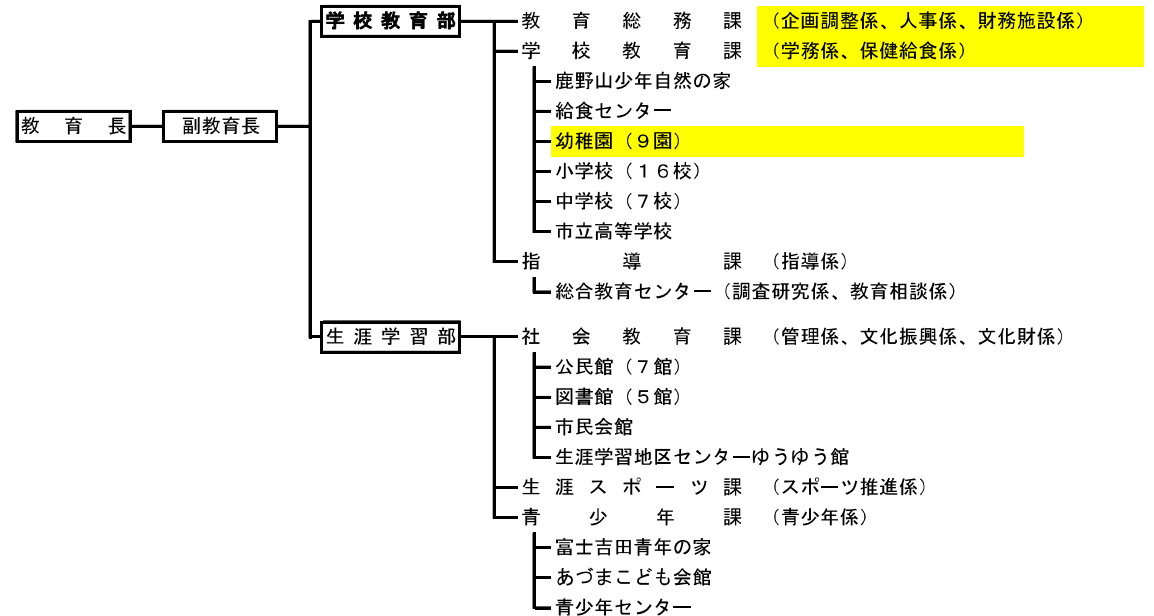 学校教育部 教育総務課 （企画調整係、人事係、財務施設係）
学校教育課 （学務係、保健給食係）
鹿野山少年自然の家
給食センター
教育長 副教育長
幼稚園（９園）
小学校（１６校）
中学校（７校）
市立高等学校
指導課 （指導係）
総合教育センター（調査研究係、教育相談係）
生涯学習部 社会教育課 （管理係、文化振興係、文化財係）
公民館（７館）
図書館（５館）
市民会館
生涯学習地区センターゆうゆう館
生涯スポーツ課 （スポーツ推進係）
青少年課 （青少年係）
富士吉田青年の家
あづまこども会館
青少年センター